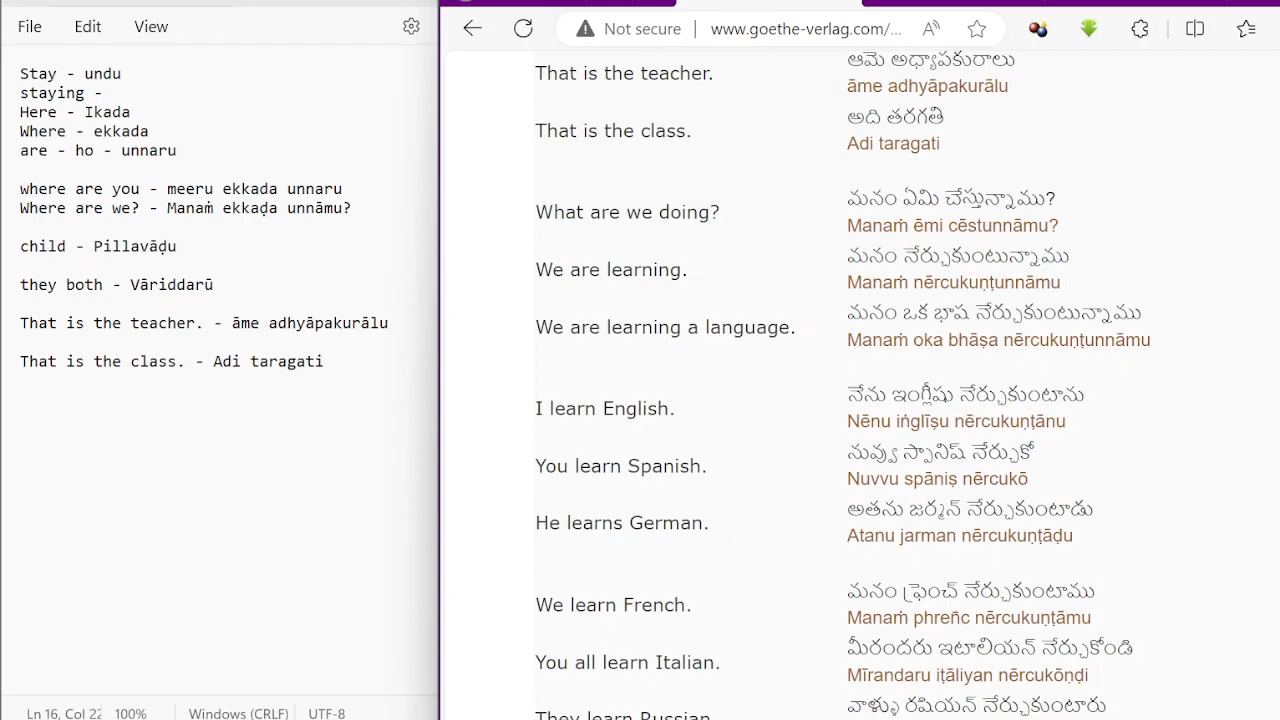 File Edit View
Stay - undu
staying -
Here - Ikada
Where - ekkada
are - ho - unnaru
where are you - meeru ekkada unnaru
Where are we? - Manaṁ ekkaḍa unnāmu?
child - Pillavāḍu
they both - Vāriddarū
That is the teacher. - āme adhyāpakurālu
That is the class. - Adi taragati
Ln 16, Col 22 100% Windows (CRLF) UTF-8
Not secure www.goethe-verlag.com/...
That is the teacher.
ఆమె అధ్యాపకురాలు
āme adhyāpakurālu
That is the class.
అది తరగతి
Adi taragati
What are we doing?
మనం ఏమి చేస్తున్నాము?
Manaṁ ēmi cēstunnāmu?
We are learning.
మనం నేర్చుకుంటున్నాము
Manaṁ nērcukuṇṭunnāmu
We are learning a language.
మనం ఒక భాష నేర్చుకుంటున్నాము
Manaṁ oka bhāṣa nērcukuṇṭunnāmu
I learn English.
నేను ఇంగ్లీషు నేర్చుకుంటాను
Nēnu iṅglīṣu nērcukuṇṭānu
You learn Spanish.
నువ్వు స్పానిష్ నేర్చుకో
Nuvvu spāniṣ nērcukō
He learns German.
అతను జర్మన్ నేర్చుకుంటాడు
Atanu jarman nērcukuṇṭāḍu
We learn French.
మనం ఫ్రెంచ్ నేర్చుకుంటాము
Manaṁ phreñc nērcukuṇṭāmu
You all learn Italian.
మీరందరు ఇటాలియన్ నేర్చుకోండి
Mīrandaru iṭāliyan nērcukōṇḍi
They learn Russian
వాళ్ళు రషియన్ నేర్చుకుంటారు